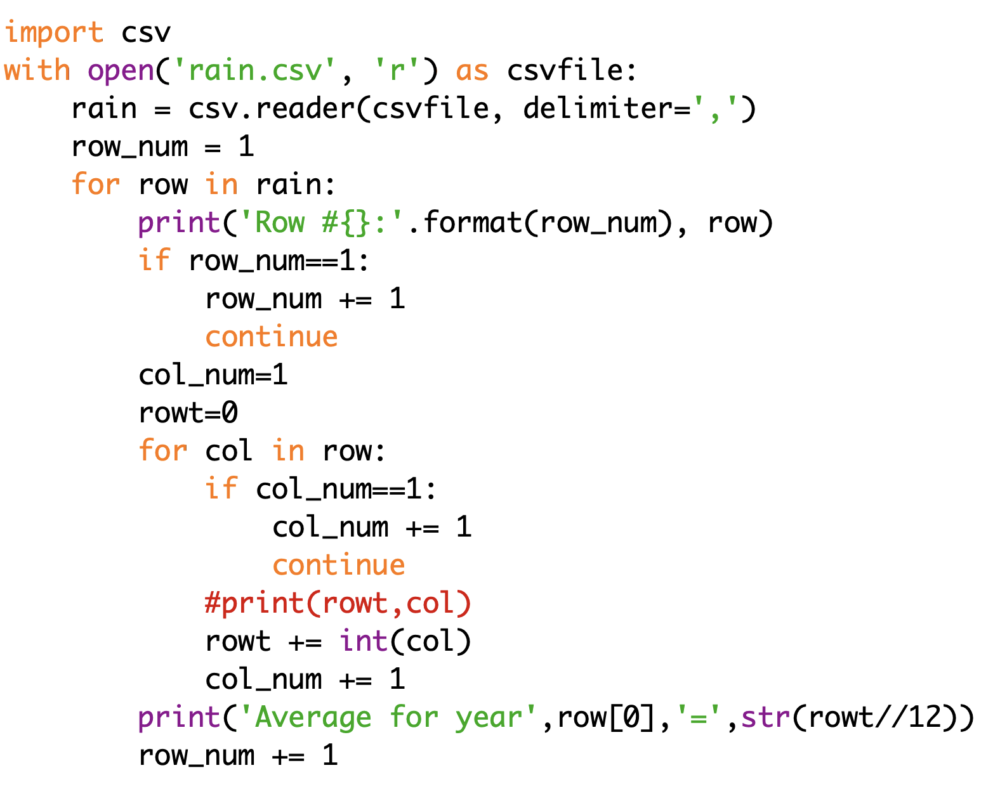 import csv
with open('rain.csv', 'r') as csvfile:
    rain = csv.reader(csvfile, delimiter=',')
    row_num = 1
    for row in rain:
        print('Row #{}:'.format(row_num), row)
        if row_num==1:
            row_num += 1
            continue
        col_num=1
        rowt=0
        for col in row:
            if col_num==1:
                col_num += 1
                continue
            #print(rowt,col)
            rowt += int(col)
            col_num += 1
        print('Average for year',row[0],'=',str(rowt//12))
        row_num += 1